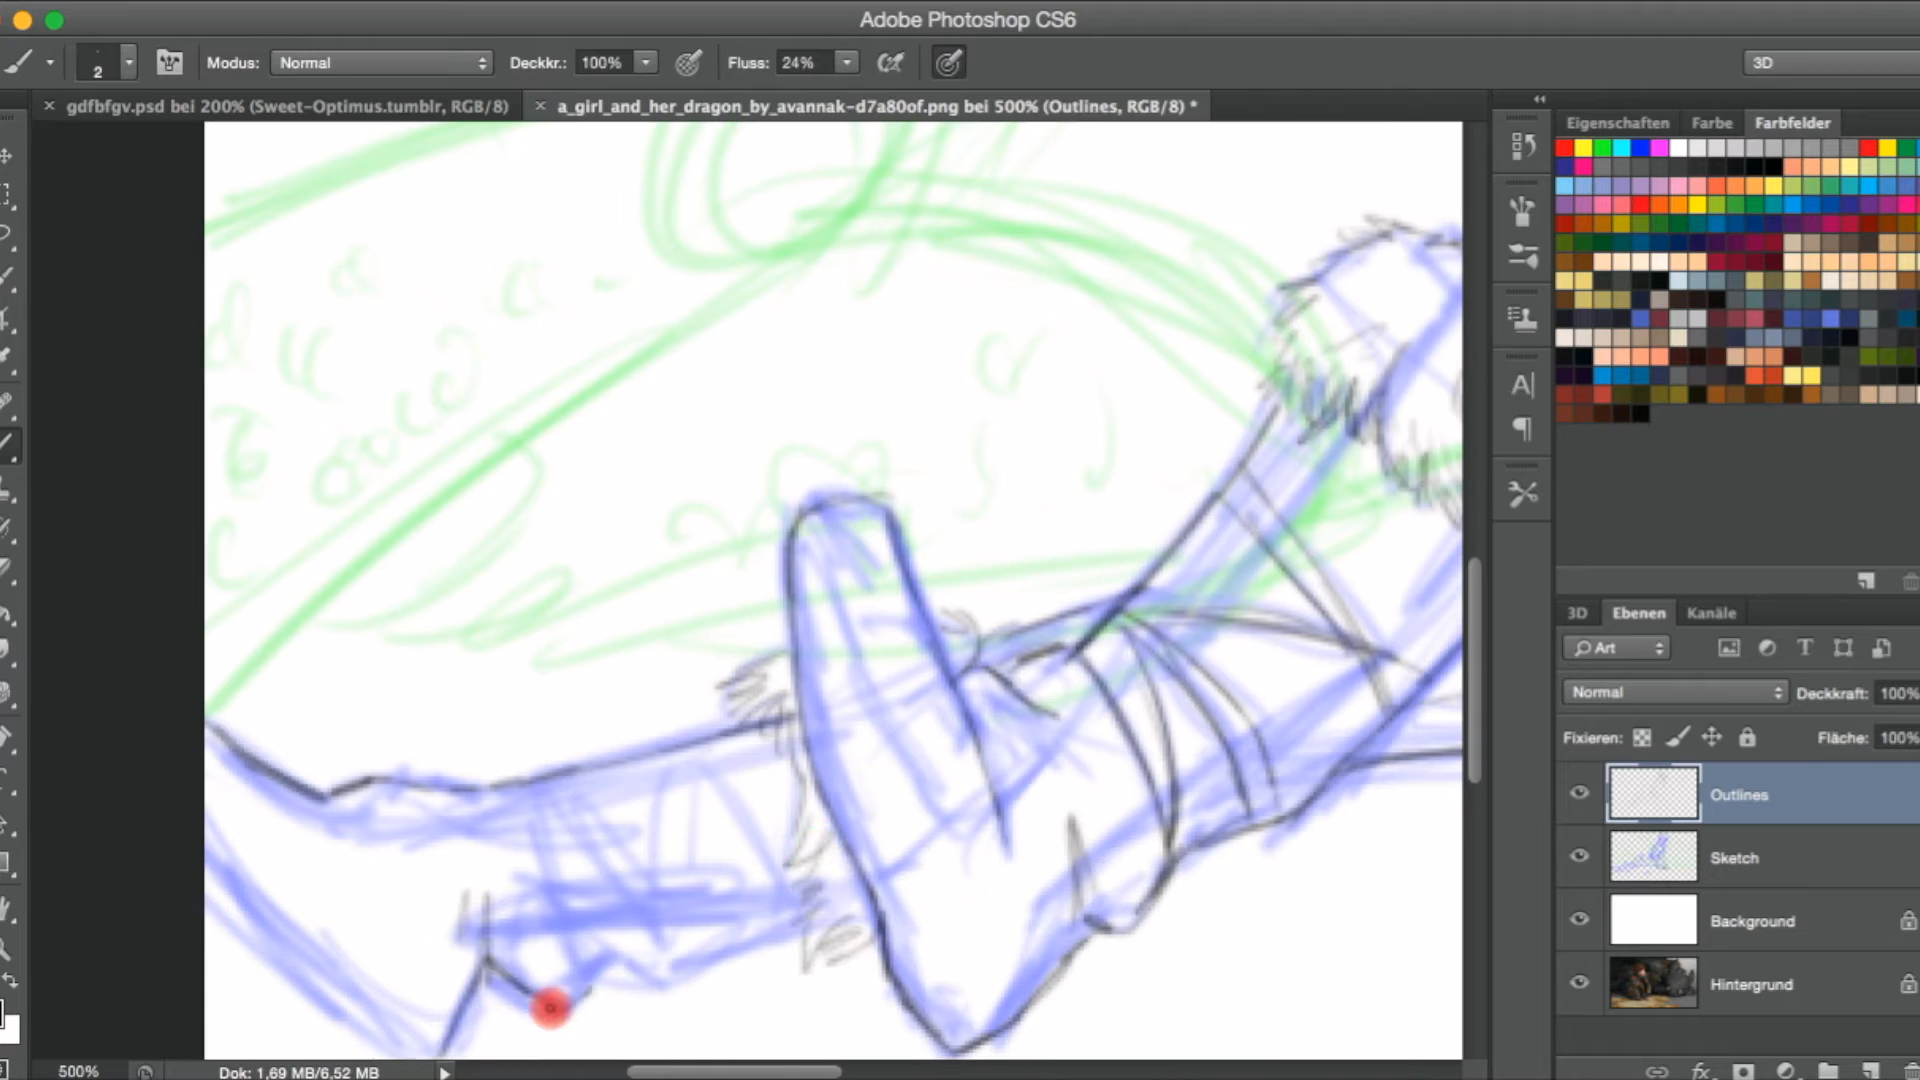 Adobe Photoshop CS6
2 Modus: Normal Deckkr.: 100% Fluss: 24% 3D
gdfbfgv.psd bei 200% (Sweet-Optimus.tumblr, RGB/8) a_girl_and_her_dragon_by_avannak-d7a80of.png bei 500% (Outlines, RGB/8) *
Eigenschaften Farbe Farbfelder
3D Ebenen Kanäle
Art
Normal Deckkraft: 100%
Fixieren: Fläche: 100%
Outlines
Sketch
Background
Hintergrund
500% Dok: 1,69 MB/6,52 MB